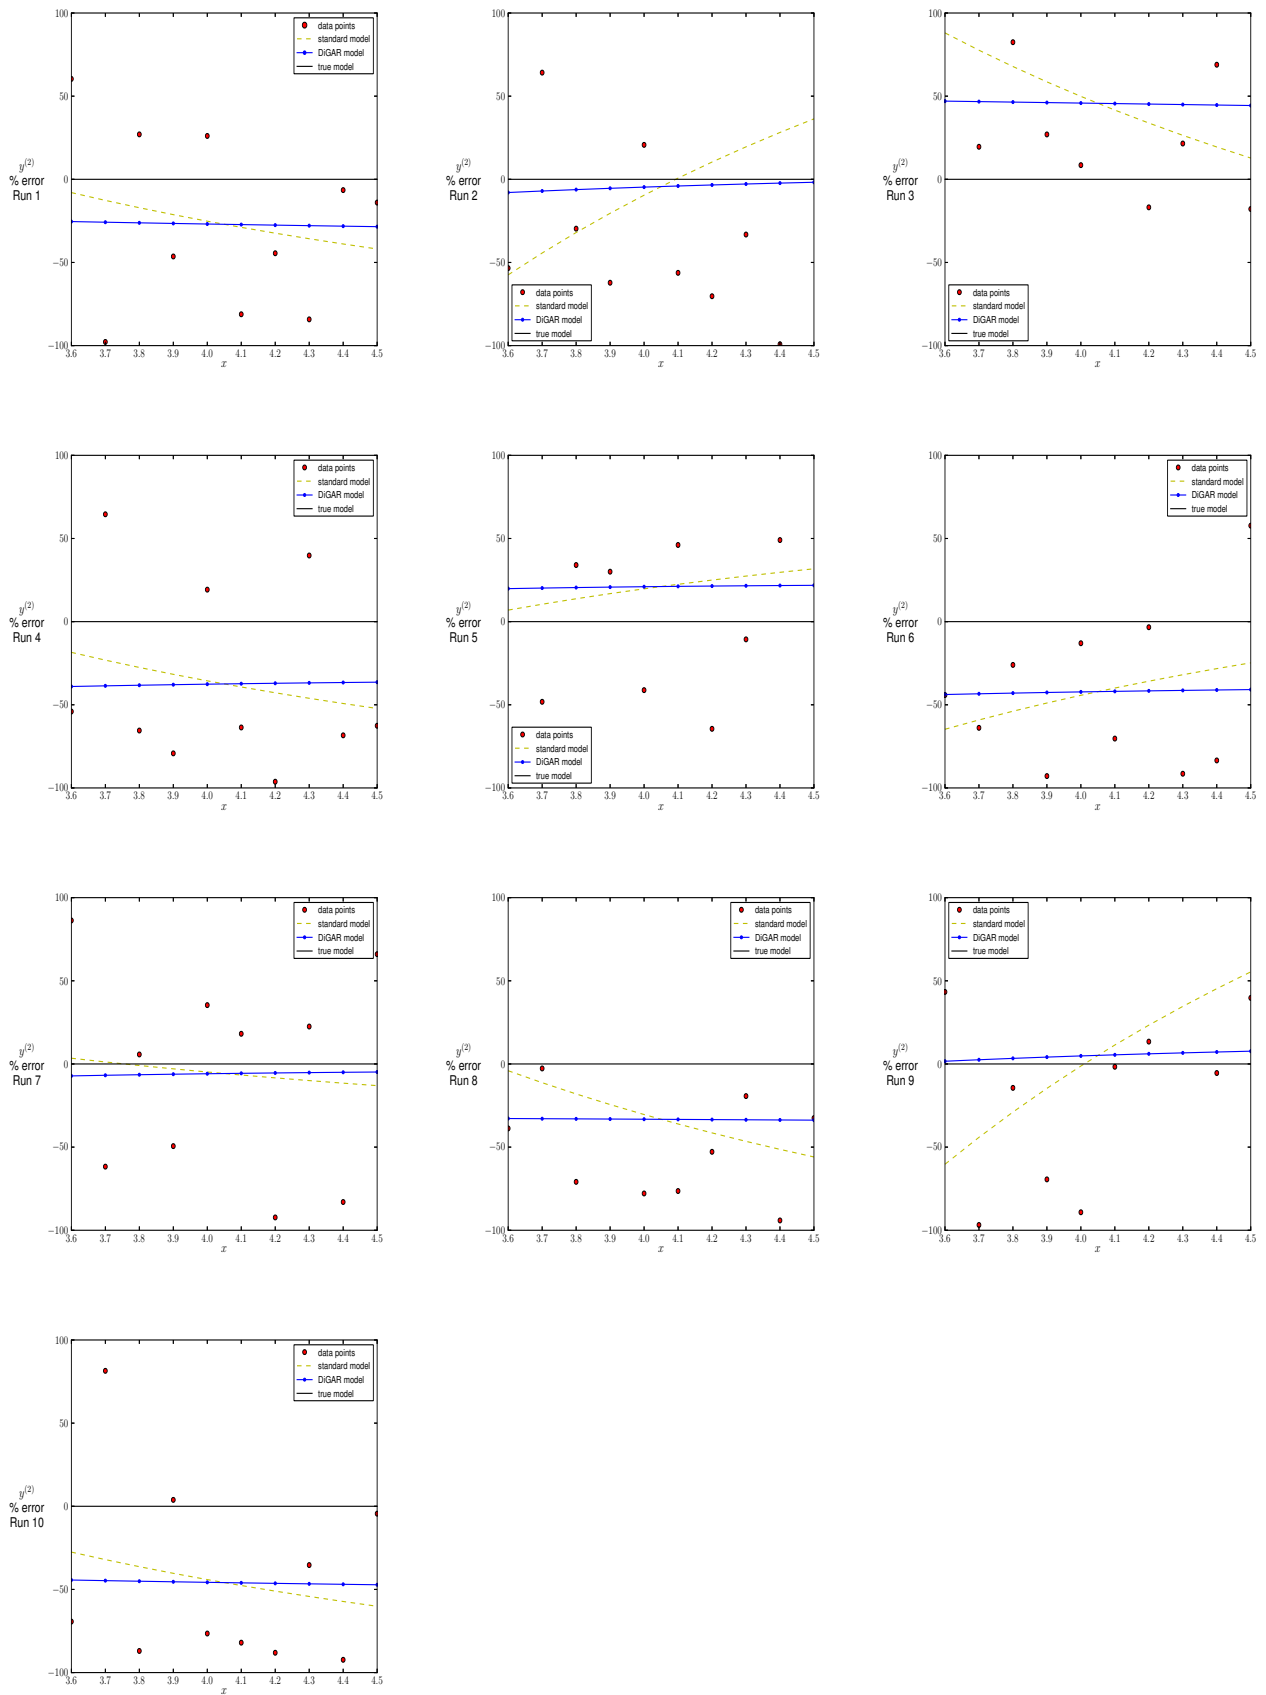 100
50
0
−50
−100
3.6 3.7 3.8 3.9 4.0 4.1 4.2 4.3 4.4 4.5
x
y(2)
% error
Run 1
data points
standard model
DiGAR model
true model
100
50
0
−50
−100
3.6 3.7 3.8 3.9 4.0 4.1 4.2 4.3 4.4 4.5
x
y(2)
% error
Run 2
data points
standard model
DiGAR model
true model
100
50
0
−50
−100
3.6 3.7 3.8 3.9 4.0 4.1 4.2 4.3 4.4 4.5
x
y(2)
% error
Run 3
data points
standard model
DiGAR model
true model
100
50
0
−50
−100
3.6 3.7 3.8 3.9 4.0 4.1 4.2 4.3 4.4 4.5
x
y(2)
% error
Run 4
data points
standard model
DiGAR model
true model
100
50
0
−50
−100
3.6 3.7 3.8 3.9 4.0 4.1 4.2 4.3 4.4 4.5
x
y(2)
% error
Run 5
data points
standard model
DiGAR model
true model
100
50
0
−50
−100
3.6 3.7 3.8 3.9 4.0 4.1 4.2 4.3 4.4 4.5
x
y(2)
% error
Run 6
data points
standard model
DiGAR model
true model
100
50
0
−50
−100
3.6 3.7 3.8 3.9 4.0 4.1 4.2 4.3 4.4 4.5
x
y(2)
% error
Run 7
data points
standard model
DiGAR model
true model
100
50
0
−50
−100
3.6 3.7 3.8 3.9 4.0 4.1 4.2 4.3 4.4 4.5
x
y(2)
% error
Run 8
data points
standard model
DiGAR model
true model
100
50
0
−50
−100
3.6 3.7 3.8 3.9 4.0 4.1 4.2 4.3 4.4 4.5
x
y(2)
% error
Run 9
data points
standard model
DiGAR model
true model
100
50
0
−50
−100
3.6 3.7 3.8 3.9 4.0 4.1 4.2 4.3 4.4 4.5
x
y(2)
% error
Run 10
data points
standard model
DiGAR model
true model